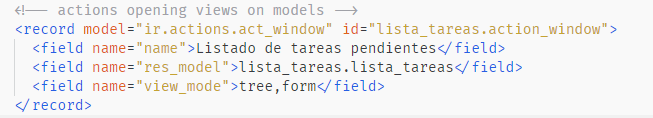 <!-- actions opening views on models -->
<record model="ir.actions.act_window" id="lista_tareas.action_window">
<field name="name">Listado de tareas pendientes</field>
<field name="res_model">lista_tareas.lista_tareas</field>
<field name="view_mode">tree,form</field>
</record>